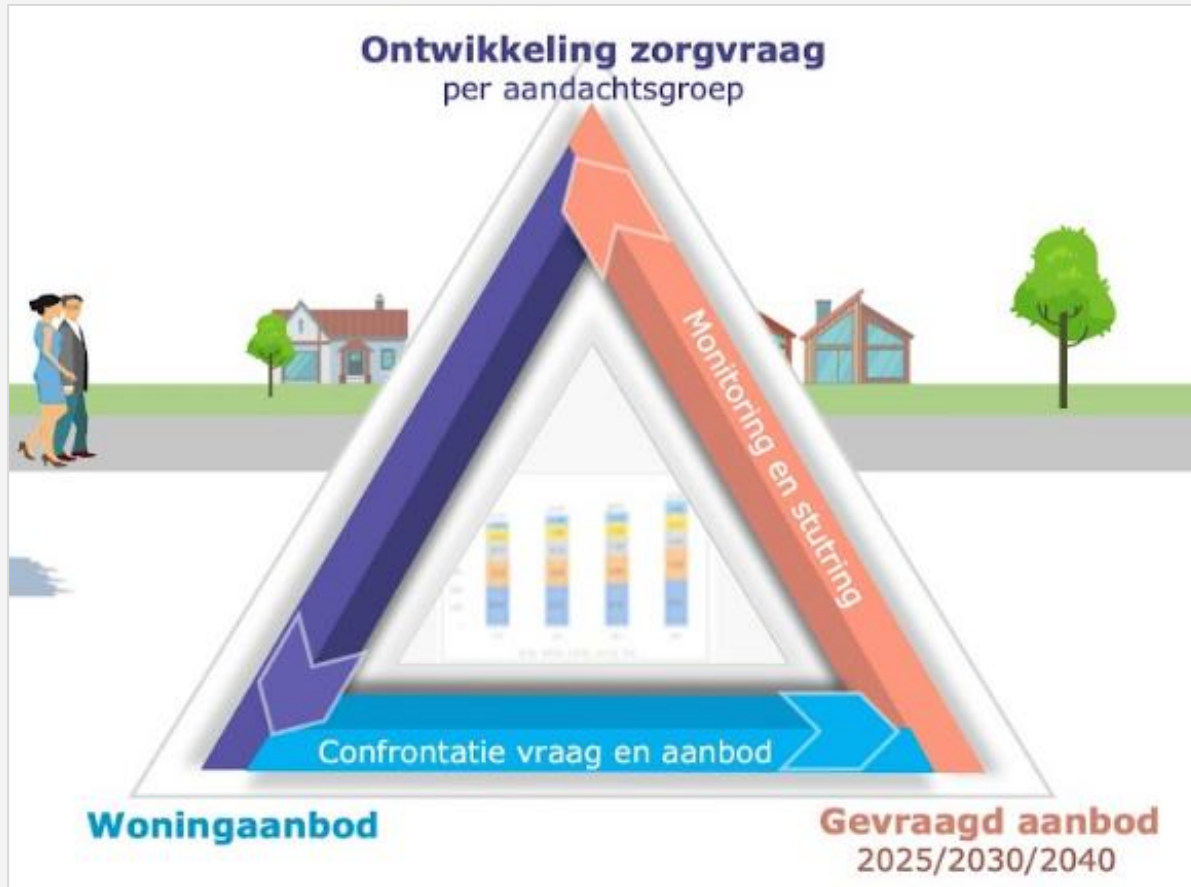 Ontwikkeling zorgvraag
per aandachtsgroep
Monitoring en stutring
Confrontatie vraag en aanbod
Woningaanbod
Gevraagd aanbod
2025/2030/2040